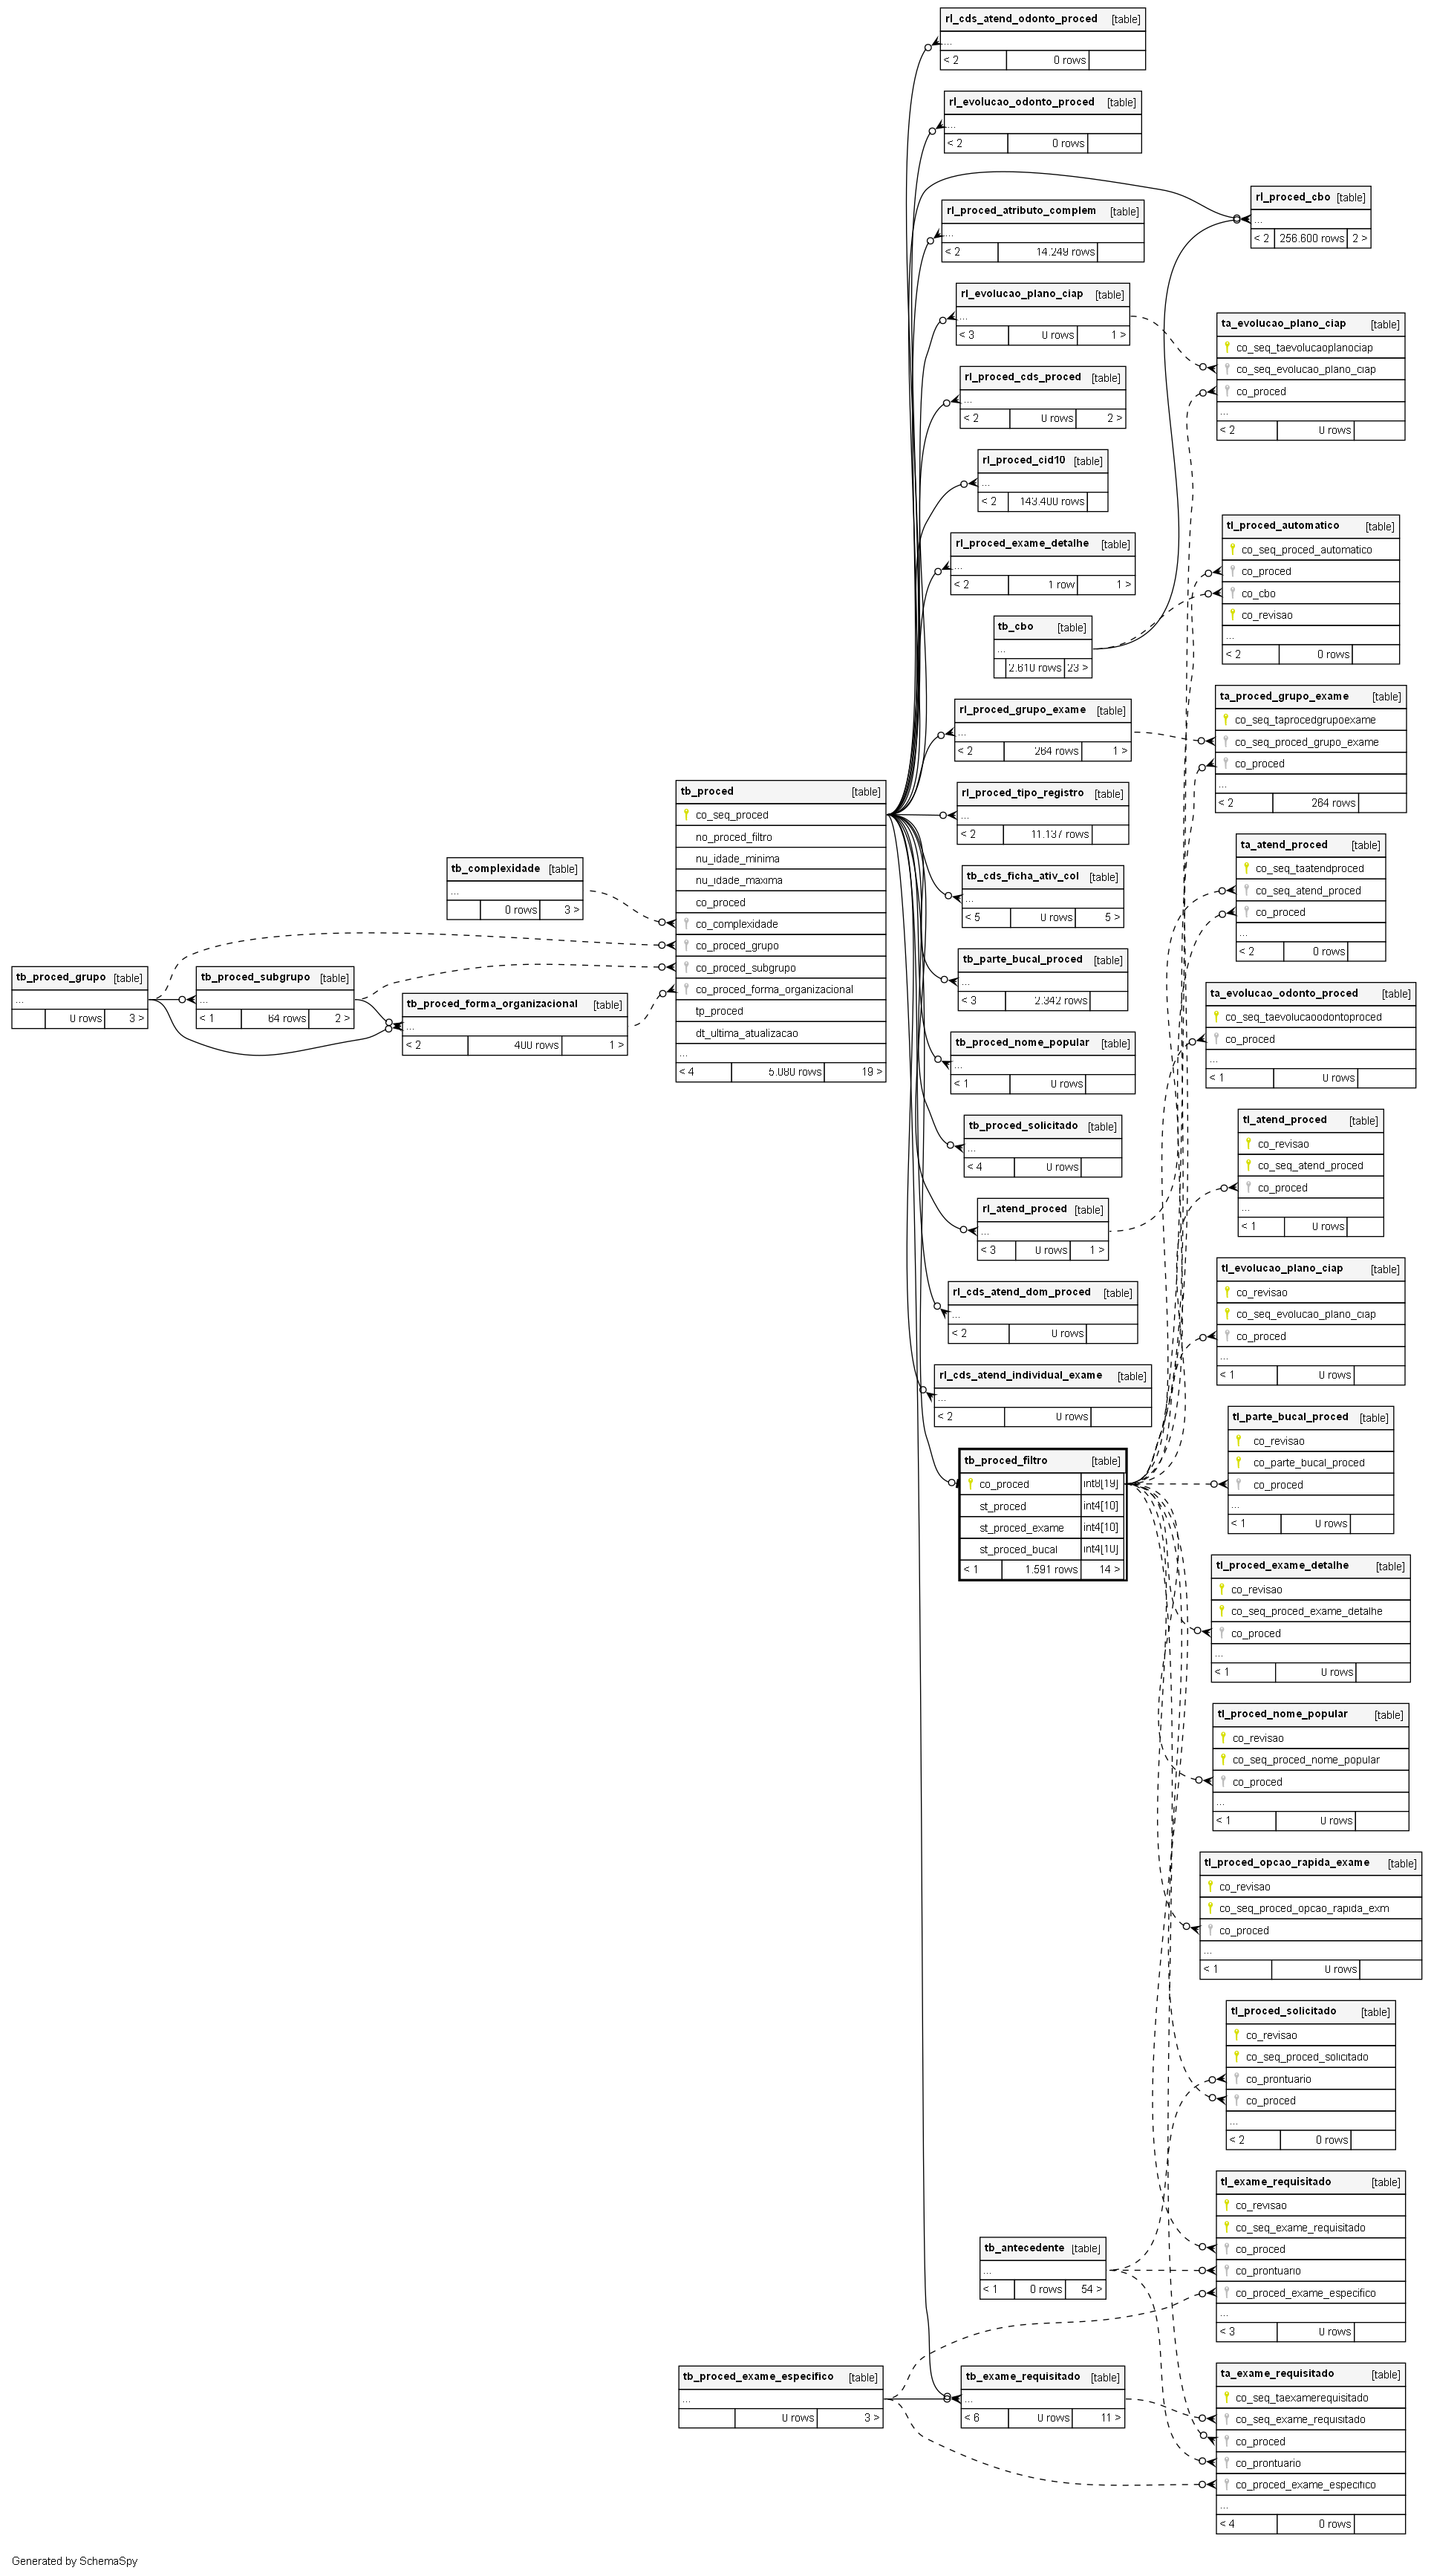 rl_cds_atend_odonto_proced [table]
...
< 2 0 rows
rl_evolucao_odonto_proced [table]
...
< 2 0 rows
rl_proced_cbo [table]
...
< 2 256.600 rows 2 >
rl_proced_atributo_complem [table]
...
< 2 14.249 rows
rl_evolucao_plano_ciap [table]
...
< 3 0 rows 1 >
ta_evolucao_plano_ciap [table]
co_seq_taevolucaoplanociap
co_seq_evolucao_plano_ciap
co_proced
...
< 2 0 rows
rl_proced_cds_proced [table]
...
< 2 0 rows 2 >
rl_proced_cid10 [table]
...
< 2 143.400 rows
tl_proced_automatico [table]
co_seq_proced_automatico
co_proced
co_cbo
co_revisao
...
< 2 0 rows
rl_proced_exame_detalhe [table]
...
< 2 1 row 1 >
tb_cbo [table]
...
2.610 rows 23 >
ta_proced_grupo_exame [table]
co_seq_taprocedgrupoexame
co_seq_proced_grupo_exame
co_proced
...
< 2 264 rows
rl_proced_grupo_exame [table]
...
< 2 264 rows 1 >
tb_proced [table]
co_seq_proced
no_proced_filtro
nu_idade_minima
nu_idade_maxima
co_proced
co_complexidade
co_proced_grupo
co_proced_subgrupo
co_proced_forma_organizacional
tp_proced
dt_ultima_atualizacao
...
< 4 5.080 rows 19 >
rl_proced_tipo_registro [table]
...
< 2 11.137 rows
ta_atend_proced [table]
co_seq_taatendproced
co_seq_atend_proced
co_proced
...
< 2 0 rows
tb_complexidade [table]
...
0 rows 3 >
tb_cds_ficha_ativ_col [table]
...
< 5 0 rows 5 >
tb_parte_bucal_proced [table]
...
< 3 2.342 rows
tb_proced_grupo [table]
...
0 rows 3 >
tb_proced_subgrupo [table]
...
< 1 64 rows 2 >
tb_proced_forma_organizacional [table]
...
< 2 400 rows 1 >
ta_evolucao_odonto_proced [table]
co_seq_taevolucaoodontoproced
co_proced
...
< 1 0 rows
tb_proced_nome_popular [table]
...
< 1 0 rows
tb_proced_solicitado [table]
...
< 4 0 rows
tl_atend_proced [table]
co_revisao
co_seq_atend_proced
co_proced
...
< 1 0 rows
rl_atend_proced [table]
...
< 3 0 rows 1 >
tl_evolucao_plano_ciap [table]
co_revisao
co_seq_evolucao_plano_ciap
co_proced
...
< 1 0 rows
rl_cds_atend_dom_proced [table]
...
< 2 0 rows
rl_cds_atend_individual_exame [table]
...
< 2 0 rows
tl_parte_bucal_proced [table]
co_revisao
co_parte_bucal_proced
co_proced
...
< 1 0 rows
tb_proced_filtro [table]
co_proced int8[19]
st_proced int4[10]
st_proced_exame int4[10]
st_proced_bucal int4[10]
< 1 1.591 rows 14 >
tl_proced_exame_detalhe [table]
co_revisao
co_seq_proced_exame_detalhe
co_proced
...
< 1 0 rows
tl_proced_nome_popular [table]
co_revisao
co_seq_proced_nome_popular
co_proced
...
< 1 0 rows
tl_proced_opcao_rapida_exame [table]
co_revisao
co_seq_proced_opcao_rapida_exm
co_proced
...
< 1 0 rows
tl_proced_solicitado [table]
co_revisao
co_seq_proced_solicitado
co_prontuario
co_proced
...
< 2 0 rows
tl_exame_requisitado [table]
co_revisao
co_seq_exame_requisitado
co_proced
co_prontuario
co_proced_exame_especifico
...
< 3 0 rows
tb_antecedente [table]
...
< 1 0 rows 54 >
tb_proced_exame_especifico [table]
...
0 rows 3 >
tb_exame_requisitado [table]
...
< 6 0 rows 11 >
ta_exame_requisitado [table]
co_seq_taexamerequisitado
co_seq_exame_requisitado
co_proced
co_prontuario
co_proced_exame_especifico
...
< 4 0 rows
Generated by SchemaSpy